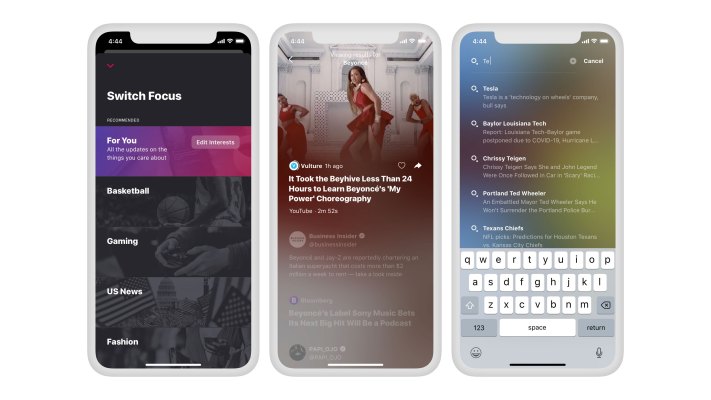 4:44
Switch Focus
RECOMMENDED
For You
All the updates on the
things you care about
Edit Interests
Basketball
Gaming
US News
Fashion
4:44
Viewing results for
Beyoncé
Vulture 1h ago
It Took the Beyhive Less Than 24
Hours to Learn Beyoncé's 'My
Power' Choreography
YouTube · 2m 52s
Business Insider
@businessinsider
Beyoncé and Jay-Z are reportedly chartering an
Italian superyacht that costs more than $2
million a week to rent — take a look inside
Bloomberg
Beyoncé's Label Sony Music Bets
Its Next Big Hit Will Be a Podcast
PAPI_OJO
@PAPI_OJO
4:44
Te
Cancel
Tesla
Tesla is a 'technology on wheels' company,
bull says
Baylor Louisiana Tech
Report: Louisiana Tech-Baylor game
postponed due to COVID-19, Hurricane L...
Chrissy Teigen
Chrissy Teigen Says She and John Legend
Were Once Followed in Car in 'Scary' Raci...
Portland Ted Wheeler
An Embattled Mayor Ted Wheeler Says He
Won't Surrender the Portland Police Bur...
Texans Chiefs
NFL picks: Predictions for Houston Texans
vs. Kansas City Chiefs
q w e r t y u i o p
a s d f g h j k l
z x c v b n m
123 space return